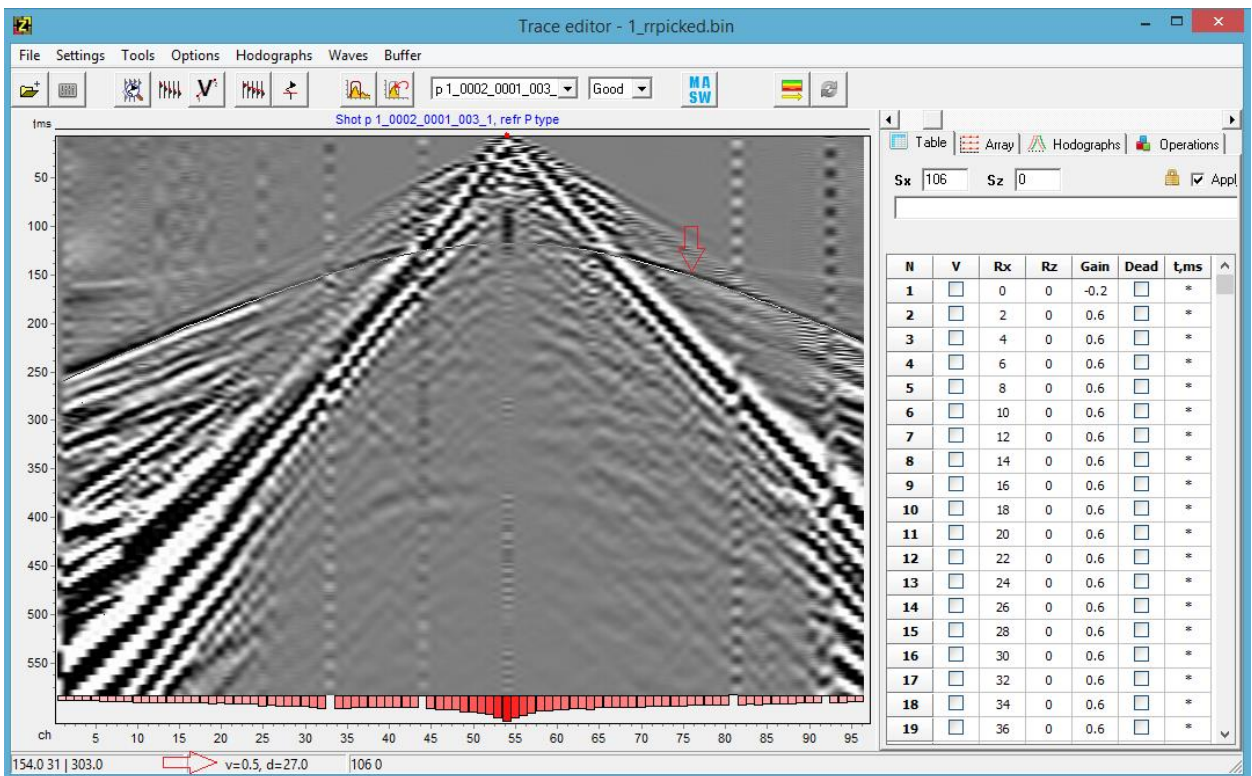 Trace editor - 1_rrpicked.bin
File Settings Tools Options Hodographs Waves Buffer
p 1_0002_0001_003_ Good MA SW
Shot p 1_0002_0001_003_1, refr P type
Table Array Hodographs Operations
Sx 106 Sz 0 Appl
tms
50
100
150
200
250
300
350
400
450
500
550
ch 5 10 15 20 25 30 35 40 45 50 55 60 65 70 75 80 85 90 95
N V Rx Rz Gain Dead t,ms
1 0 0 -0.2 *
2 2 0 0.6 *
3 4 0 0.6 *
4 6 0 0.6 *
5 8 0 0.6 *
6 10 0 0.6 *
7 12 0 0.6 *
8 14 0 0.6 *
9 16 0 0.6 *
10 18 0 0.6 *
11 20 0 0.6 *
12 22 0 0.6 *
13 24 0 0.6 *
14 26 0 0.6 *
15 28 0 0.6 *
16 30 0 0.6 *
17 32 0 0.6 *
18 34 0 0.6 *
19 36 0 0.6 *
154.0 31 | 303.0 v=0.5, d=27.0 106 0